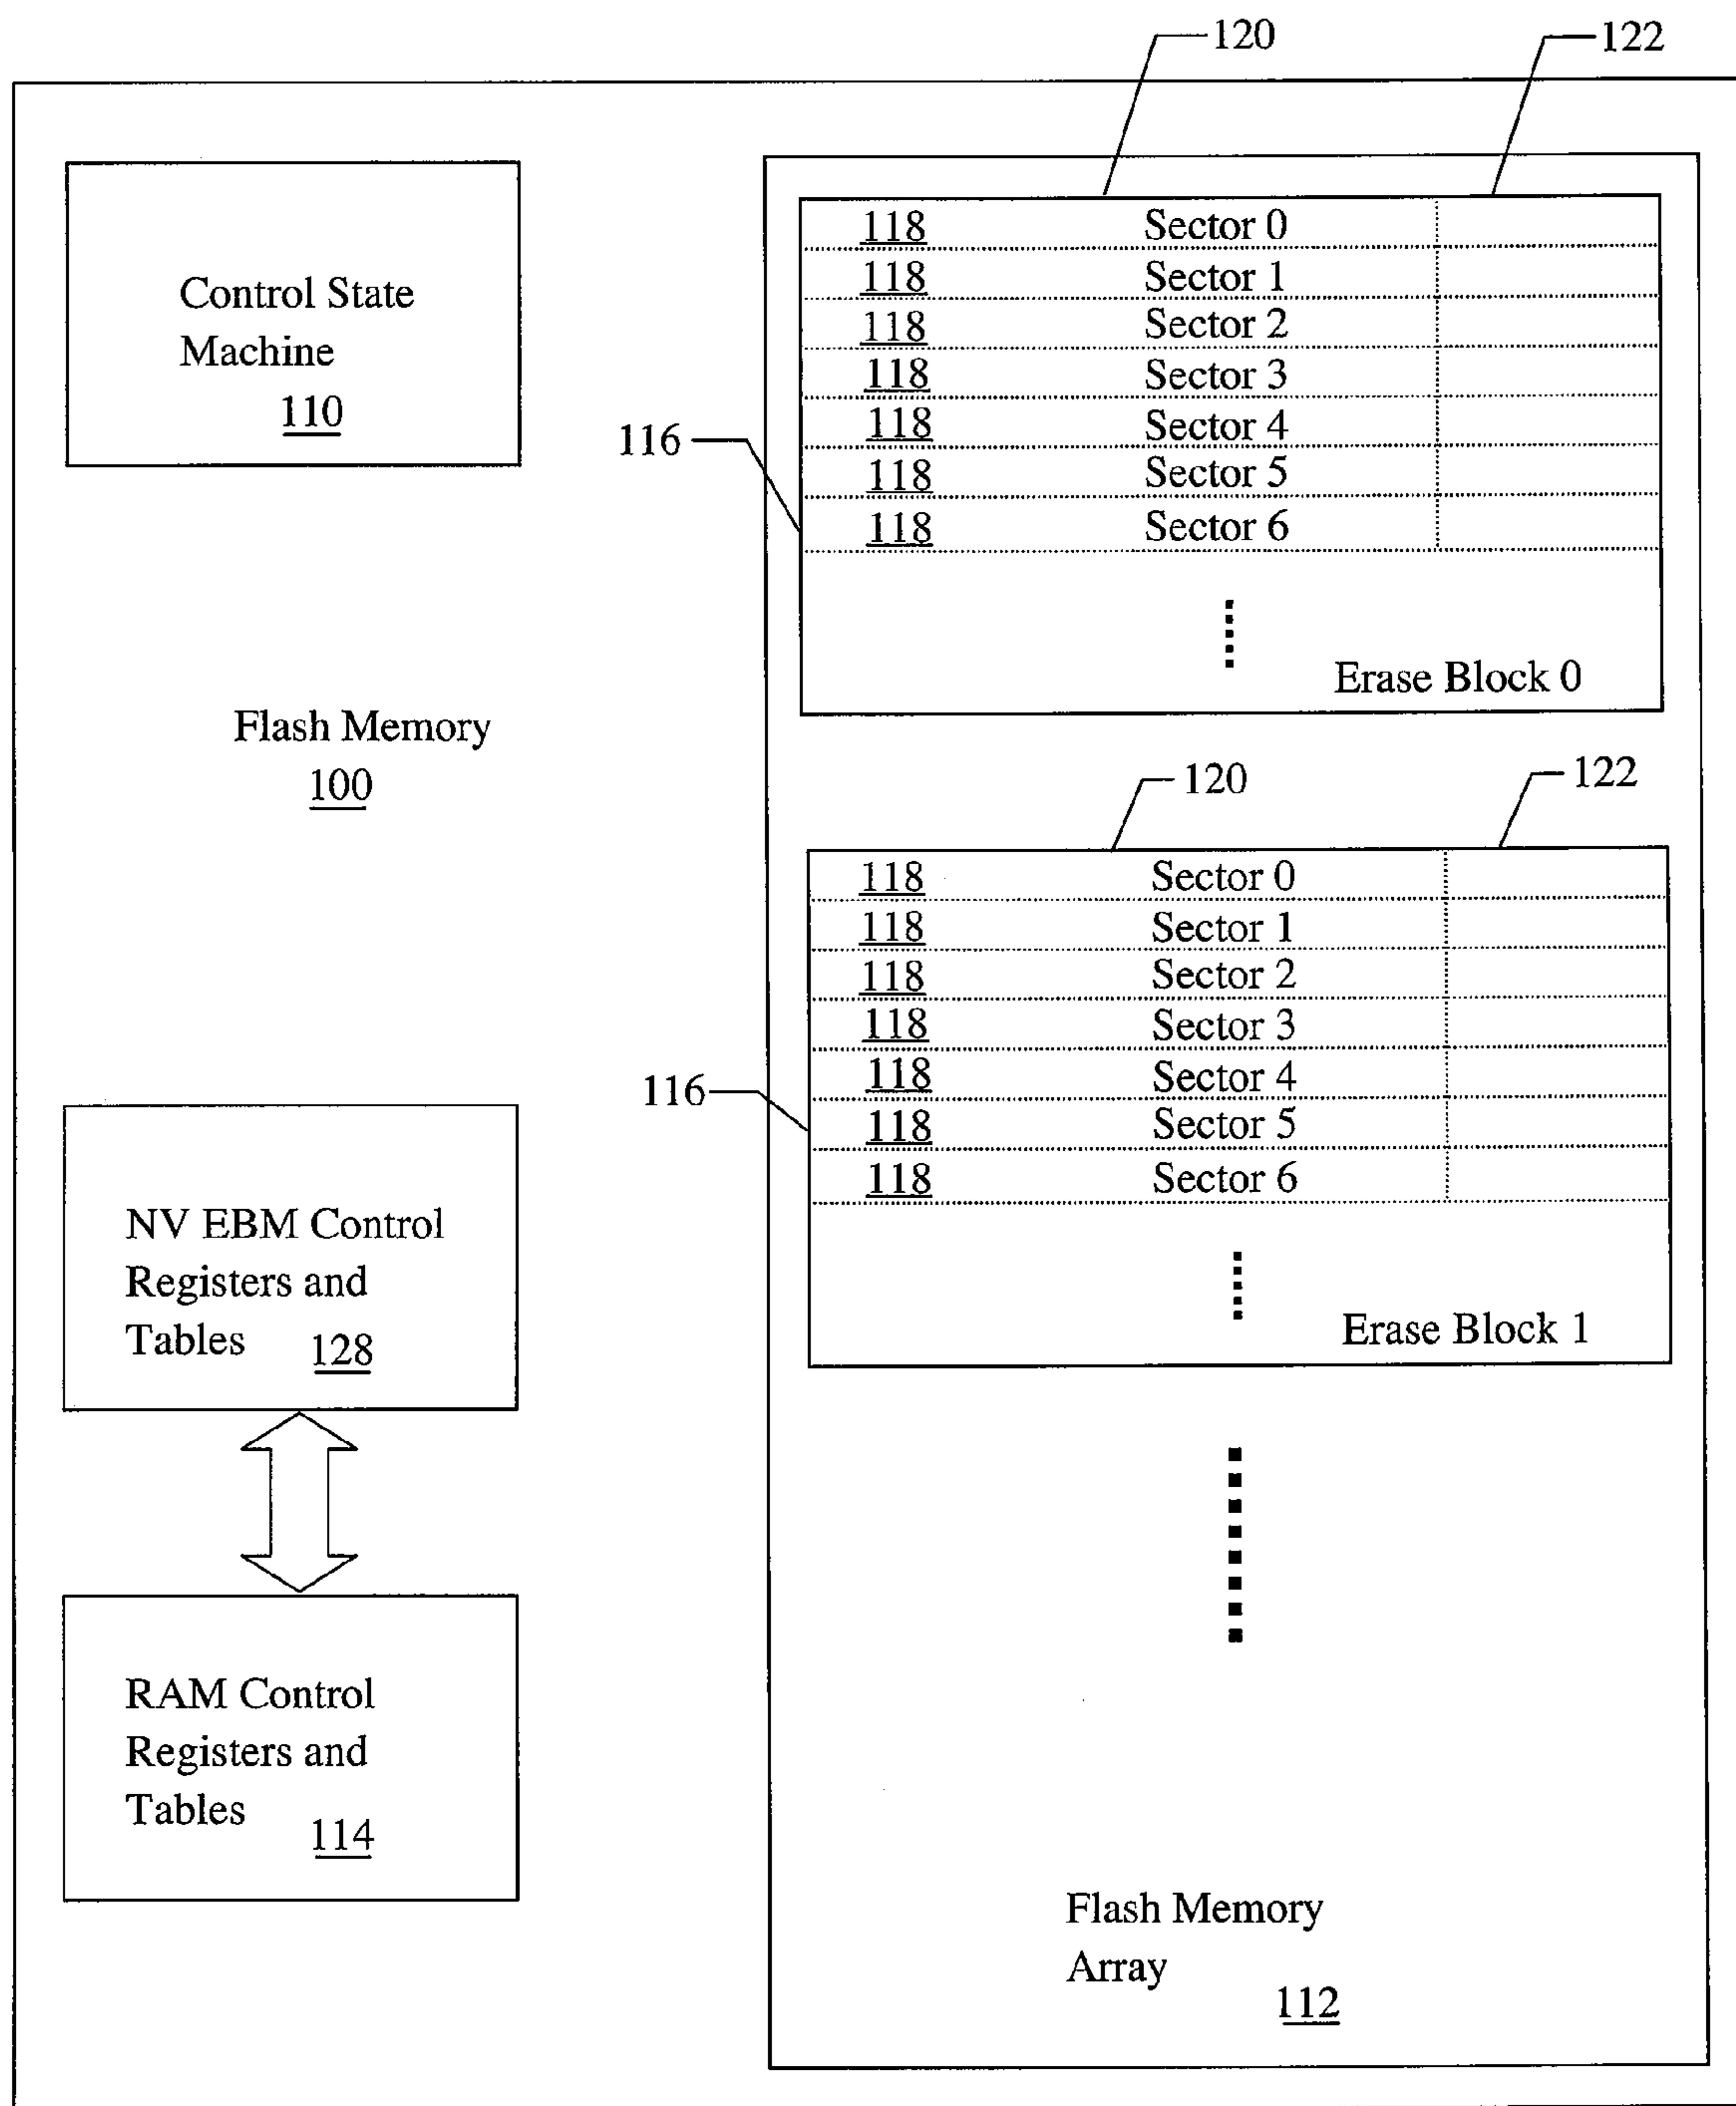 120
122
Control State
Machine
110
118 Sector 0
118 Sector 1
118 Sector 2
118 Sector 3
118 Sector 4
118 Sector 5
118 Sector 6
116
Erase Block 0
Flash Memory
100
120
122
118 Sector 0
118 Sector 1
118 Sector 2
118 Sector 3
118 Sector 4
118 Sector 5
118 Sector 6
116
Erase Block 1
NV EBM Control
Registers and
Tables 128
RAM Control
Registers and
Tables 114
Flash Memory
Array
112